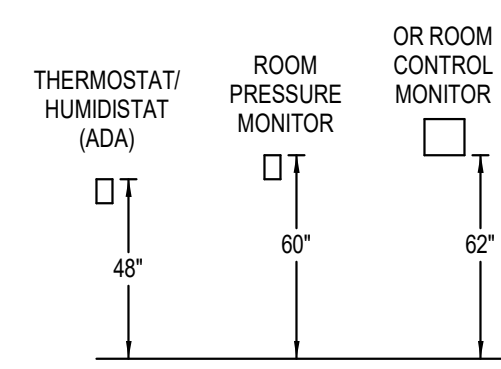 THERMOSTAT/
HUMIDISTAT
(ADA)
48"
ROOM
PRESSURE
MONITOR
60"
OR ROOM
CONTROL
MONITOR
62"